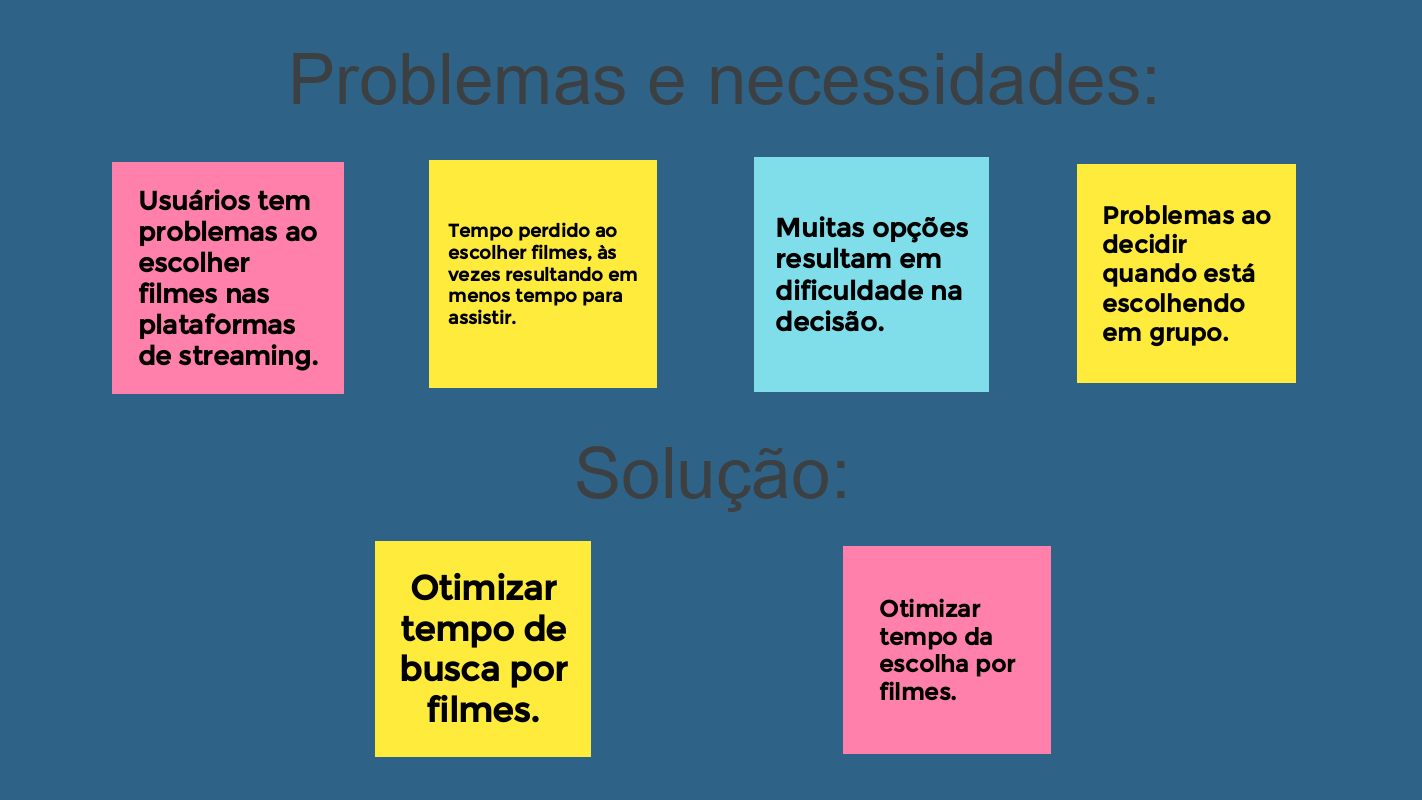 Problemas e necessidades:
Usuários tem
problemas ao
escolher
filmes nas
plataformas
de streaming.
Tempo perdido ao
escolher filmes, às
vezes resultando em
menos tempo para
assistir.
Muitas opções
resultam em
dificuldade na
decisão.
Problemas ao
decidir
quando está
escolhendo
em grupo.
Solução:
Otimizar
tempo de
busca por
filmes.
Otimizar
tempo da
escolha por
filmes.